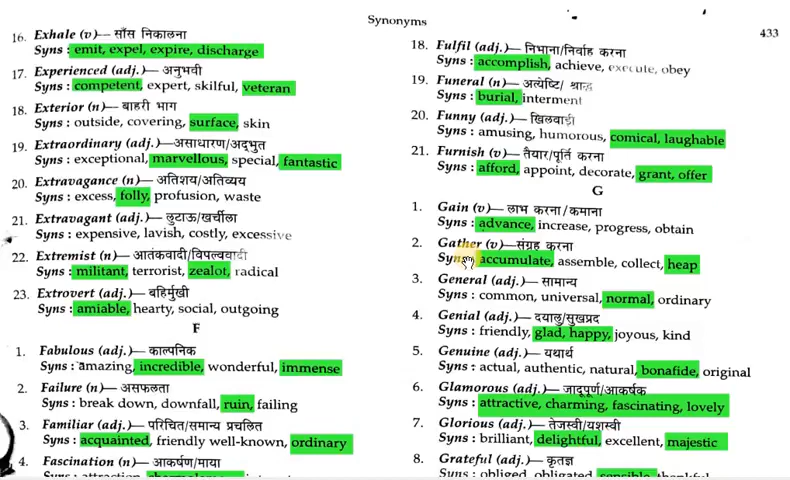 Synonyms
433
16. Exhale (v)— साँस निकालना
Syns : emit, expel, expire, discharge
17. Experienced (adj.)— अनुभवी
Syns : competent, expert, skilful, veteran
18. Exterior (n)— बाहरी भाग
Syns : outside, covering, surface, skin
19. Extraordinary (adj.)—असाधारण/अद्भुत
Syns : exceptional, marvellous, special, fantastic
20. Extravagance (n)— अतिशय/अतिव्यय
Syns : excess, folly, profusion, waste
21. Extravagant (adj.)— लुटाऊ/खर्चीला
Syns : expensive, lavish, costly, excessive
22. Extremist (n)— आतंकवादी/विपल्ववादी
Syns : militant, terrorist, zealot, radical
23. Extrovert (adj.)— बहिर्मुखी
Syns : amiable, hearty, social, outgoing
F
1. Fabulous (adj.)— काल्पनिक
Syns : amazing, incredible, wonderful, immense
2. Failure (n)— असफलता
Syns : break down, downfall, ruin, failing
3. Familiar (adj.)— परिचित/सामान्य प्रचलित
Syns : acquainted, friendly well-known, ordinary
4. Fascination (n)— आकर्षण/माया
Syns : attraction,
18. Fulfil (adj.)— निभाना/निर्वाह करना
Syns : accomplish, achieve, execute, obey
19. Funeral (n)— अत्येष्टि/ श्राद्ध
Syns : burial, interment
20. Funny (adj.)— खिलवाड़ी
Syns : amusing, humorous, comical, laughable
21. Furnish (v)— तैयार/पूर्ति करना
Syns : afford, appoint, decorate, grant, offer
G
1. Gain (v)— लाभ करना/कमाना
Syns : advance, increase, progress, obtain
2. Gather (v)—संग्रह करना
Syns accumulate, assemble, collect, heap
3. General (adj.)— सामान्य
Syns : common, universal, normal, ordinary
4. Genial (adj.)— दयालु/सुखप्रद
Syns : friendly, glad, happy, joyous, kind
5. Genuine (adj.)— यथार्थ
Syns : actual, authentic, natural, bonafide, original
6. Glamorous (adj.)— जादूपूर्ण/आकर्षक
Syns : attractive, charming, fascinating, lovely
7. Glorious (adj.)— तेजस्वी/यशस्वी
Syns : brilliant, delightful, excellent, majestic
8. Grateful (adj.)— कृतज्ञ
Syns : obliged, obligated, sensible, thankful